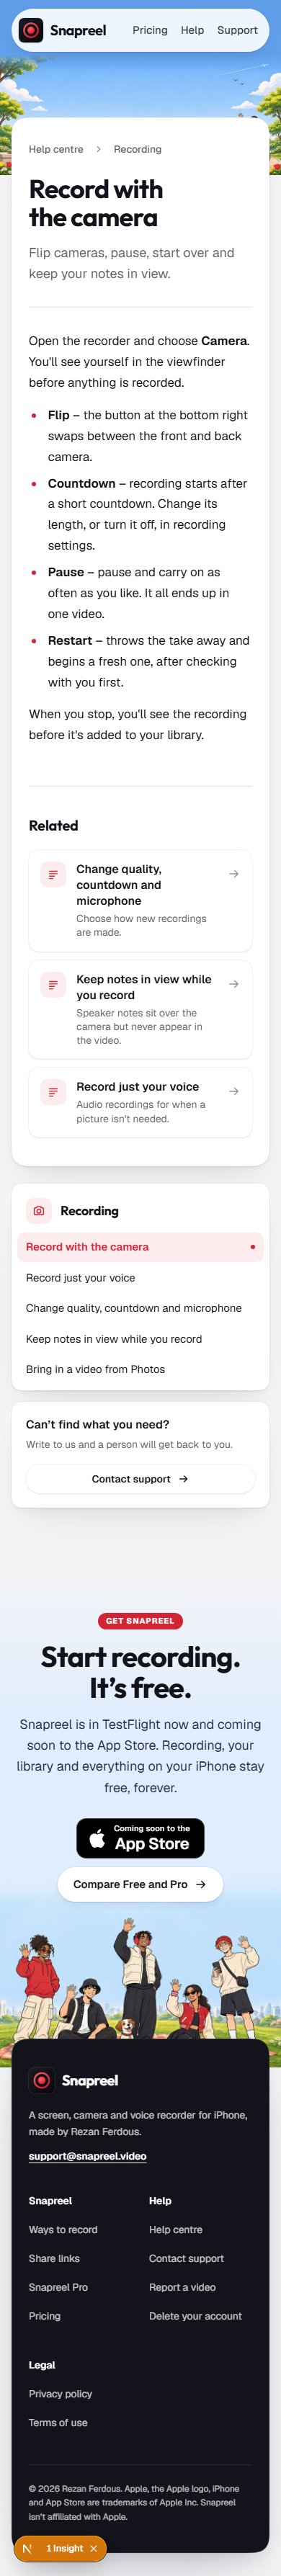 Snapreel
Pricing
Help
Support
Help centre
Recording
Record with
the camera
Flip cameras, pause, start over and
keep your notes in view.
Open the recorder and choose Camera.
You'll see yourself in the viewfinder
before anything is recorded.
Flip – the button at the bottom right
swaps between the front and back
camera.
Countdown – recording starts after
a short countdown. Change its
length, or turn it off, in recording
settings.
Pause – pause and carry on as
often as you like. It all ends up in
one video.
Restart – throws the take away and
begins a fresh one, after checking
with you first.
When you stop, you'll see the recording
before it's added to your library.
Related
Change quality,
countdown and
microphone
Choose how new recordings
are made.
Keep notes in view while
you record
Speaker notes sit over the
camera but never appear in
the video.
Record just your voice
Audio recordings for when a
picture isn't needed.
Recording
Record with the camera
Record just your voice
Change quality, countdown and microphone
Keep notes in view while you record
Bring in a video from Photos
Can't find what you need?
Write to us and a person will get back to you.
Contact support
GET SNAPREEL
Start recording.
It's free.
Snapreel is in TestFlight now and coming
soon to the App Store. Recording, your
library and everything on your iPhone stay
free, forever.
Coming soon to the
App Store
Compare Free and Pro
Snapreel
A screen, camera and voice recorder for iPhone,
made by Rezan Ferdous.
support@snapreel.video
Snapreel
Ways to record
Share links
Snapreel Pro
Pricing
Help
Help centre
Contact support
Report a video
Delete your account
Legal
Privacy policy
Terms of use
© 2026 Rezan Ferdous. Apple, the Apple logo, iPhone
and App Store are trademarks of Apple Inc. Snapreel
isn't affiliated with Apple.
1 Insight